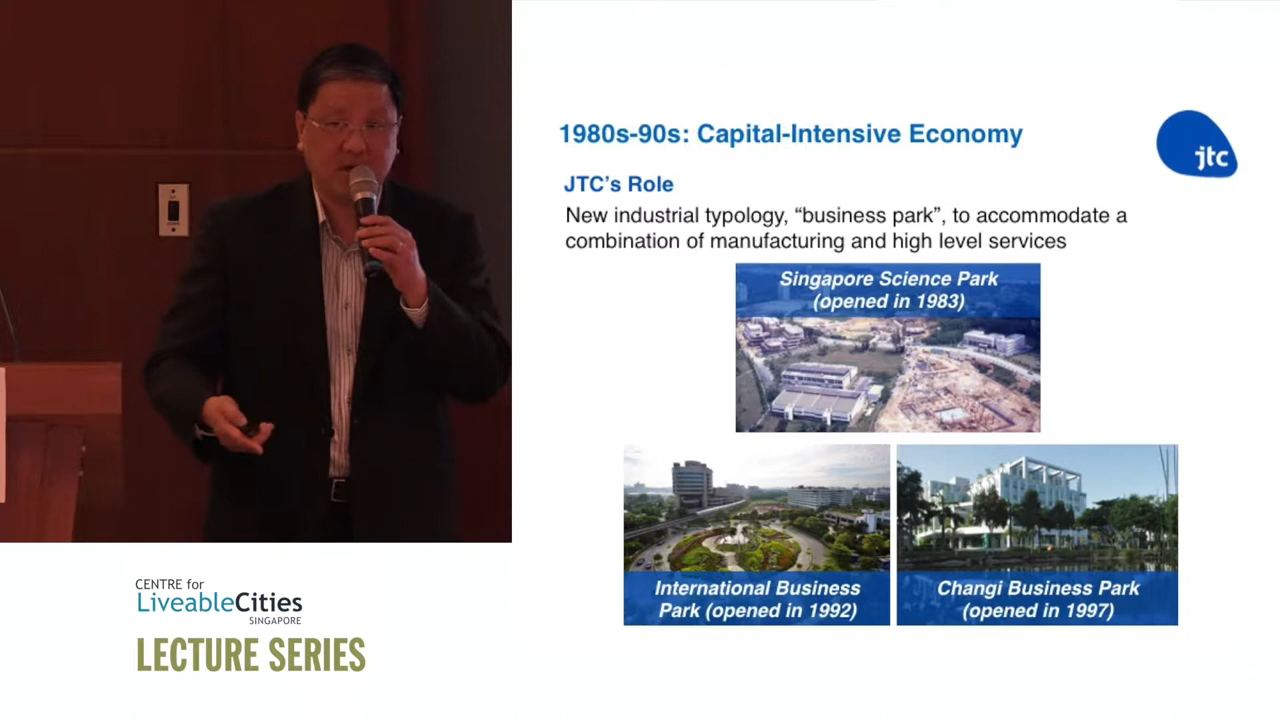 1980s-90s: Capital-Intensive Economy
jtc
JTC's Role
New industrial typology, “business park”, to accommodate a
combination of manufacturing and high level services
Singapore Science Park
(opened in 1983)
International Business
Park (opened in 1992)
Changi Business Park
(opened in 1997)
CENTRE for
LiveableCities
SINGAPORE
LECTURE SERIES